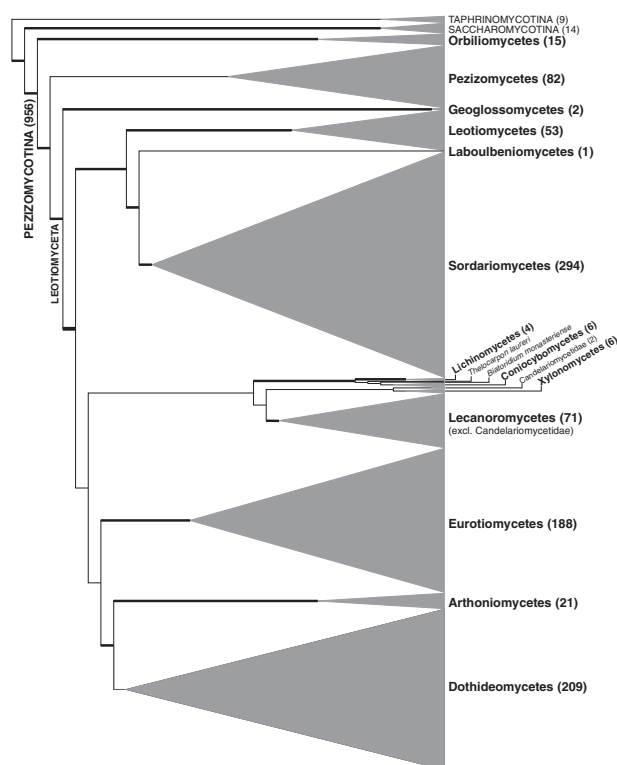 TAPHRINOMYCOTINA (9)
SACCHAROMYCOTINA (14)
Orbiliomycetes (15)
Pezizomycetes (82)
PEZIZOMYCOTINA (956)
Geoglossomycetes (2)
Leotiomycetes (53)
Laboulbeniomycetes (1)
LEOTIOMYCETA
Sordariomycetes (294)
Lichinomycetes (4)
Thelocarpon laureri
Biatoridium monasteriense
Coniocybomycetes (6)
Candelariomycetidae (2)
Xylonomycetes (6)
Lecanoromycetes (71)
(excl. Candelariomycetidae)
Eurotiomycetes (188)
Arthoniomycetes (21)
Dothideomycetes (209)